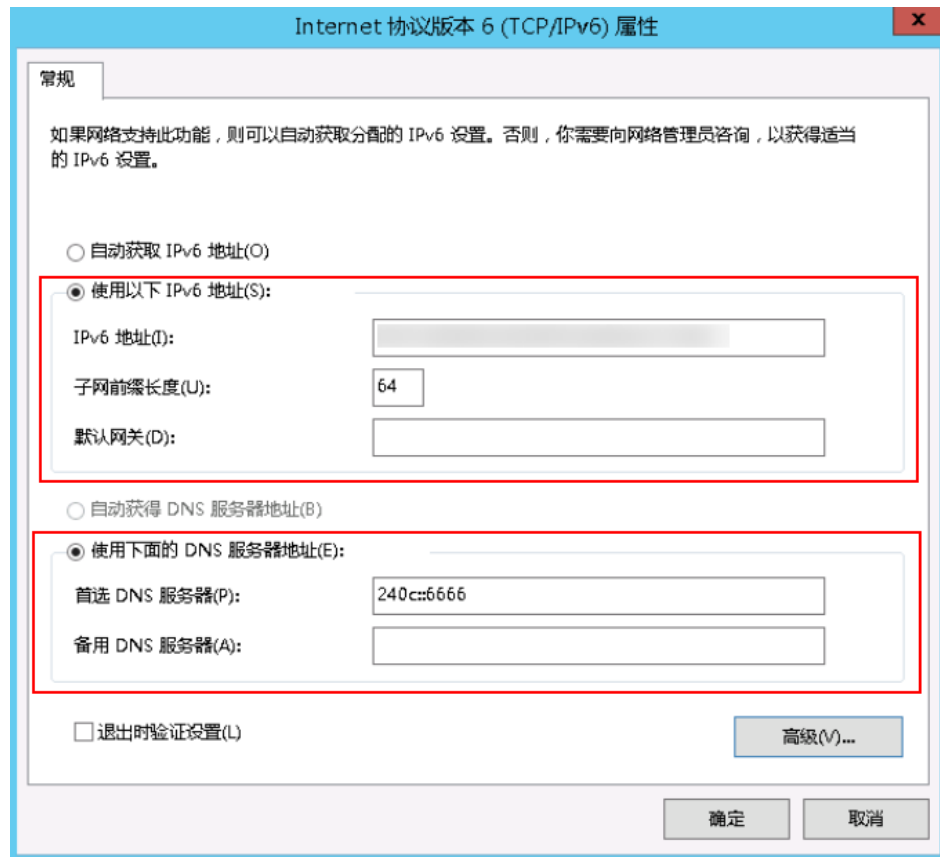 Internet 协议版本 6 (TCP/IPv6) 属性
x
常规
如果网络支持此功能，则可以自动获取分配的 IPv6 设置。否则，你需要向网络管理员咨询，以获得适当
的 IPv6 设置。
自动获取 IPv6 地址(O)
使用以下 IPv6 地址(S):
IPv6 地址(I):
子网前缀长度(U):
64
默认网关(D):
自动获得 DNS 服务器地址(B)
使用下面的 DNS 服务器地址(E):
首选 DNS 服务器(P):
240c::6666
备用 DNS 服务器(A):
退出时验证设置(L)
高级(V)...
确定
取消